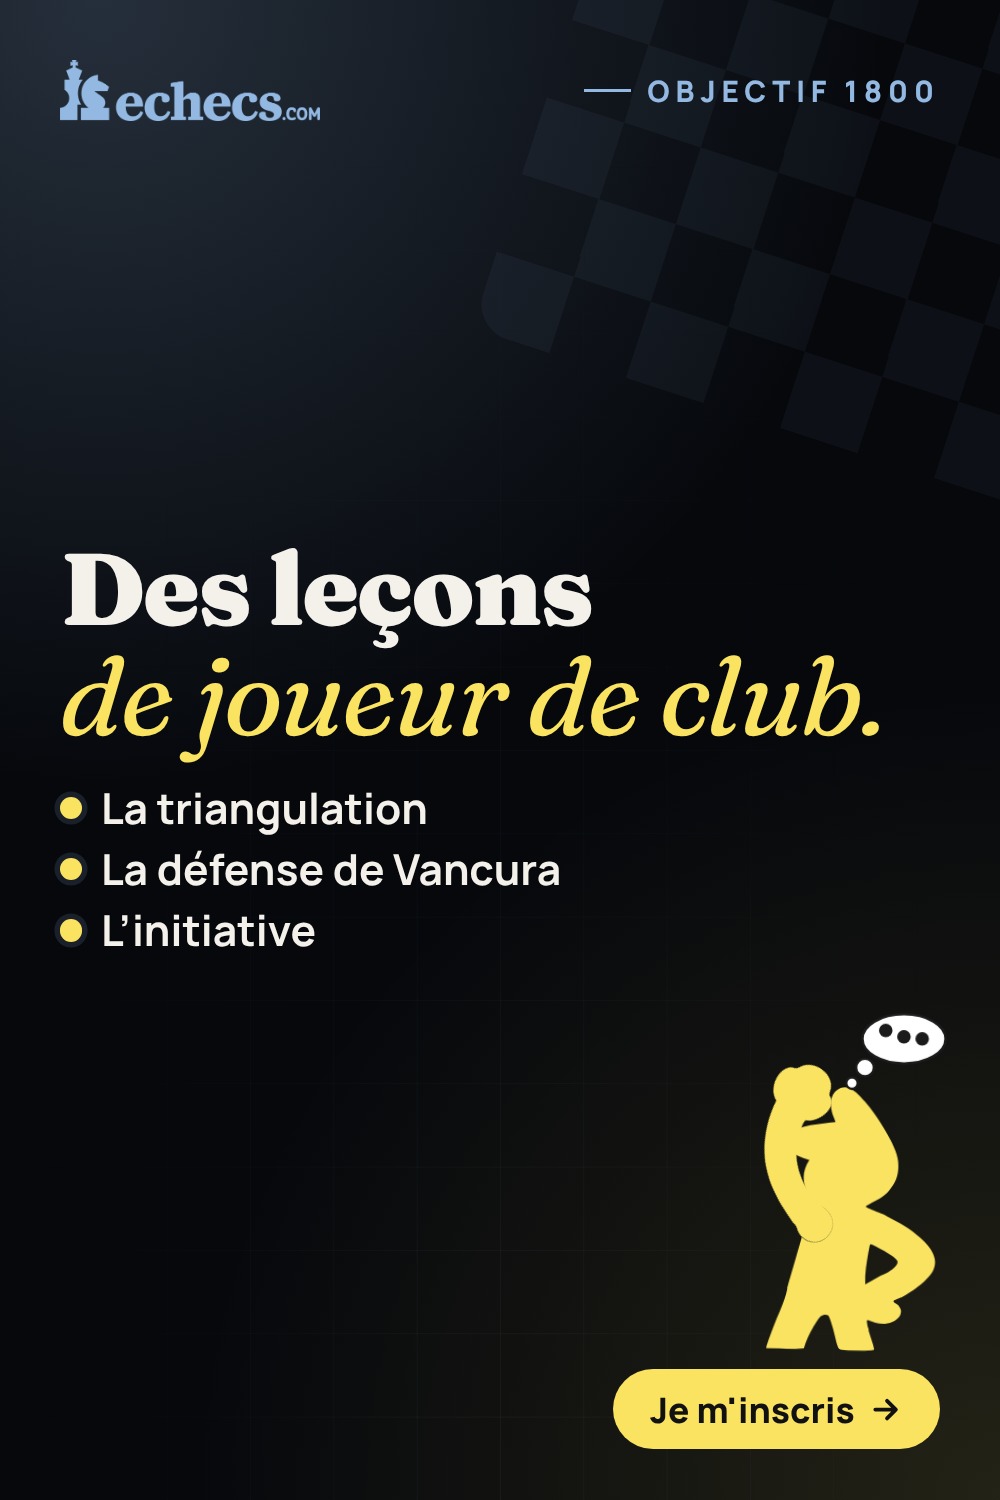 echecs.COM
OBJECTIF 1800
Des leçons
de joueur de club.
La triangulation
La défense de Vancura
L’initiative
Je m'inscris →